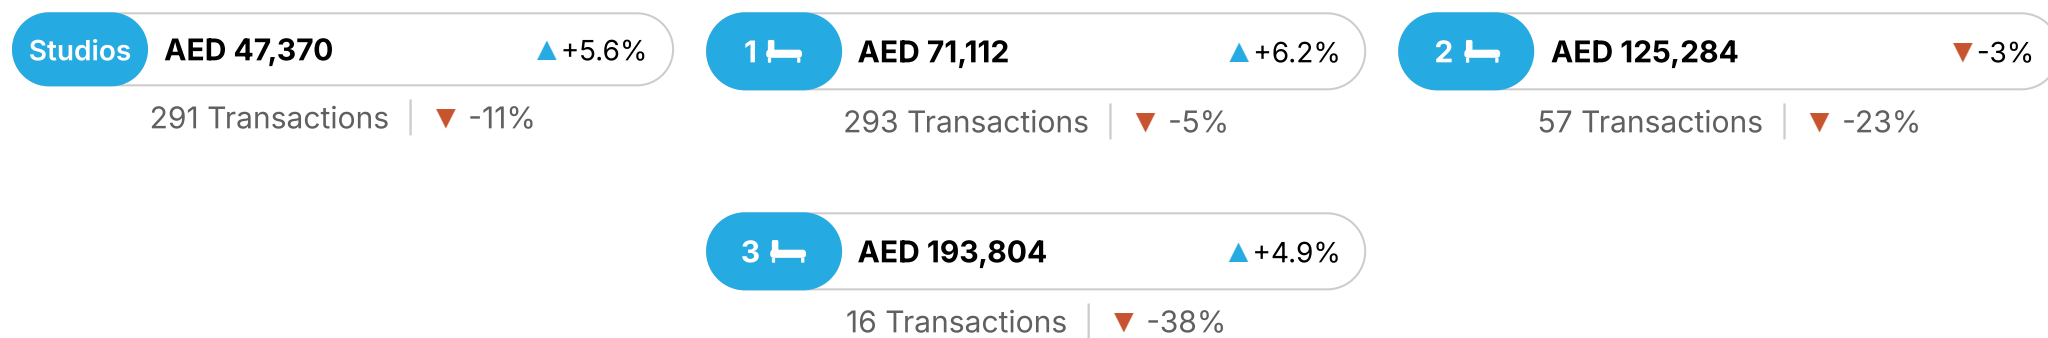 Studios AED 47,370 ▲+5.6%
291 Transactions | ▼ -11%
1 AED 71,112 ▲+6.2%
293 Transactions | ▼ -5%
2 AED 125,284 ▼-3%
57 Transactions | ▼ -23%
3 AED 193,804 ▲+4.9%
16 Transactions | ▼ -38%